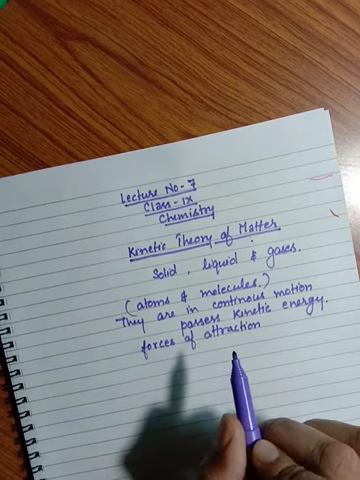 Lecture No-7
Class-IX
Chemistry
Kinetic Theory of Matter
Solid, liquid & gases.
(atoms & molecules.)
They are in continous motion
possess kinetic energy.
forces of attraction